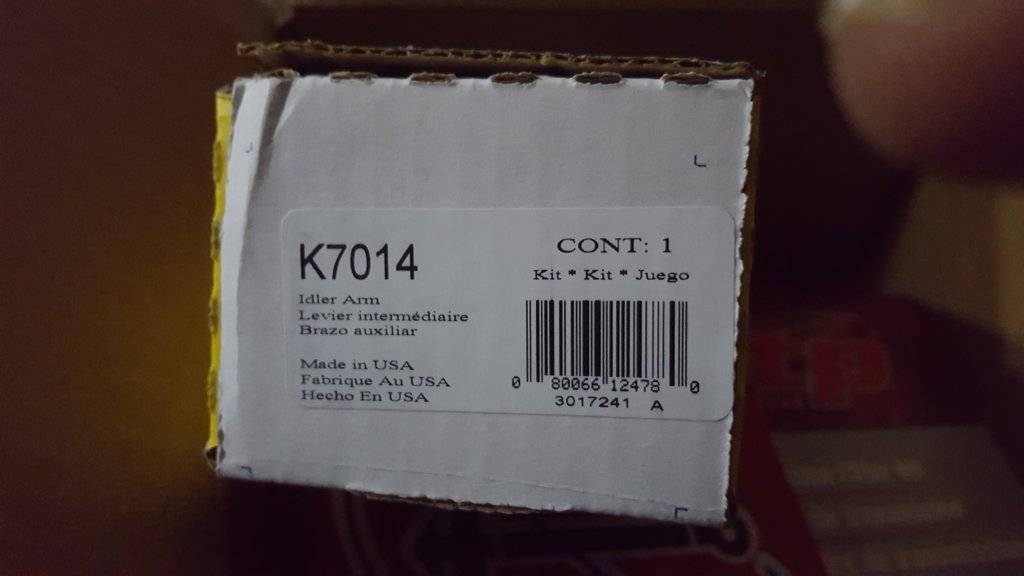 K7014
Idler Arm
Levier intermédiaire
Brazo auxiliar
Made in USA
Fabrique Au USA
Hecho En USA
CONT: 1
Kit * Kit * Juego
0 80066 12478 0
3017241 A